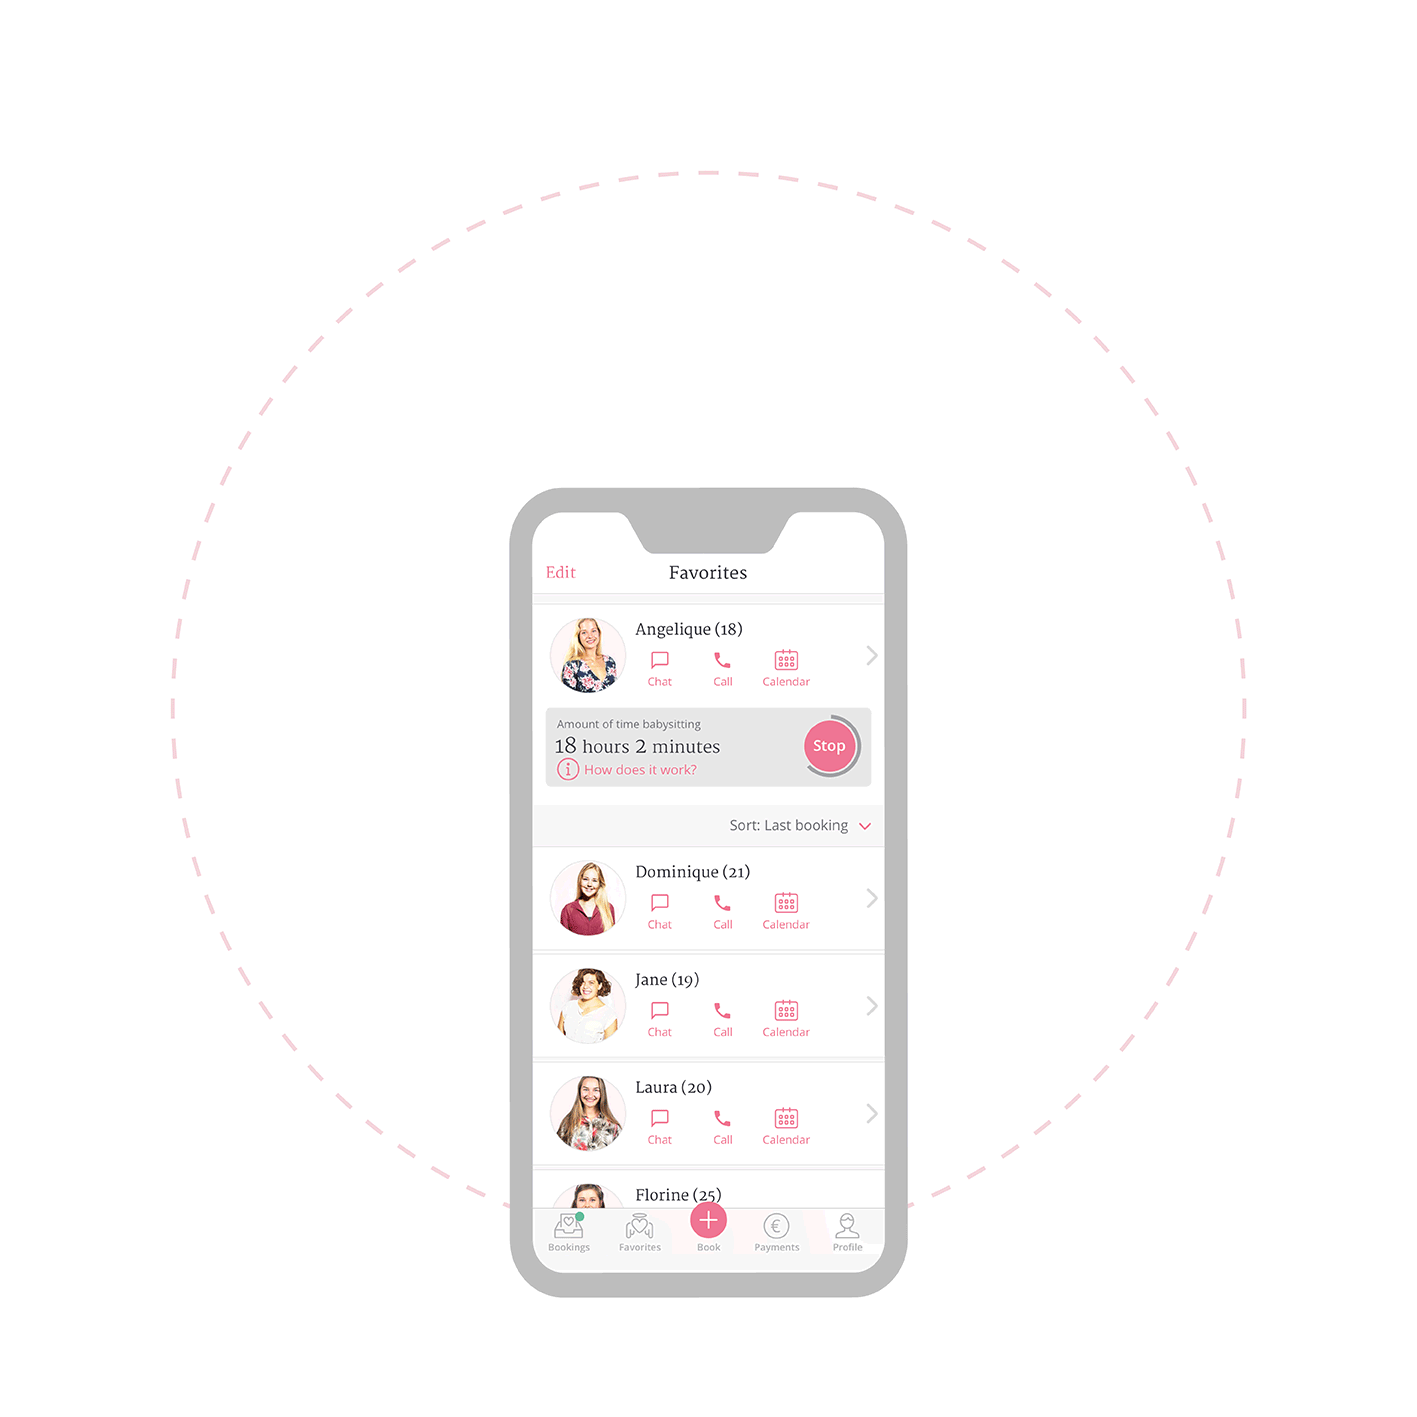 Edit Favorites
Angelique (18)
Chat Call Calendar
Amount of time babysitting
18 hours 2 minutes
Stop
How does it work?
Sort: Last booking
Dominique (21)
Chat Call Calendar
Jane (19)
Chat Call Calendar
Laura (20)
Chat Call Calendar
Florine (25)
Bookings Favorites Book Payments Profile